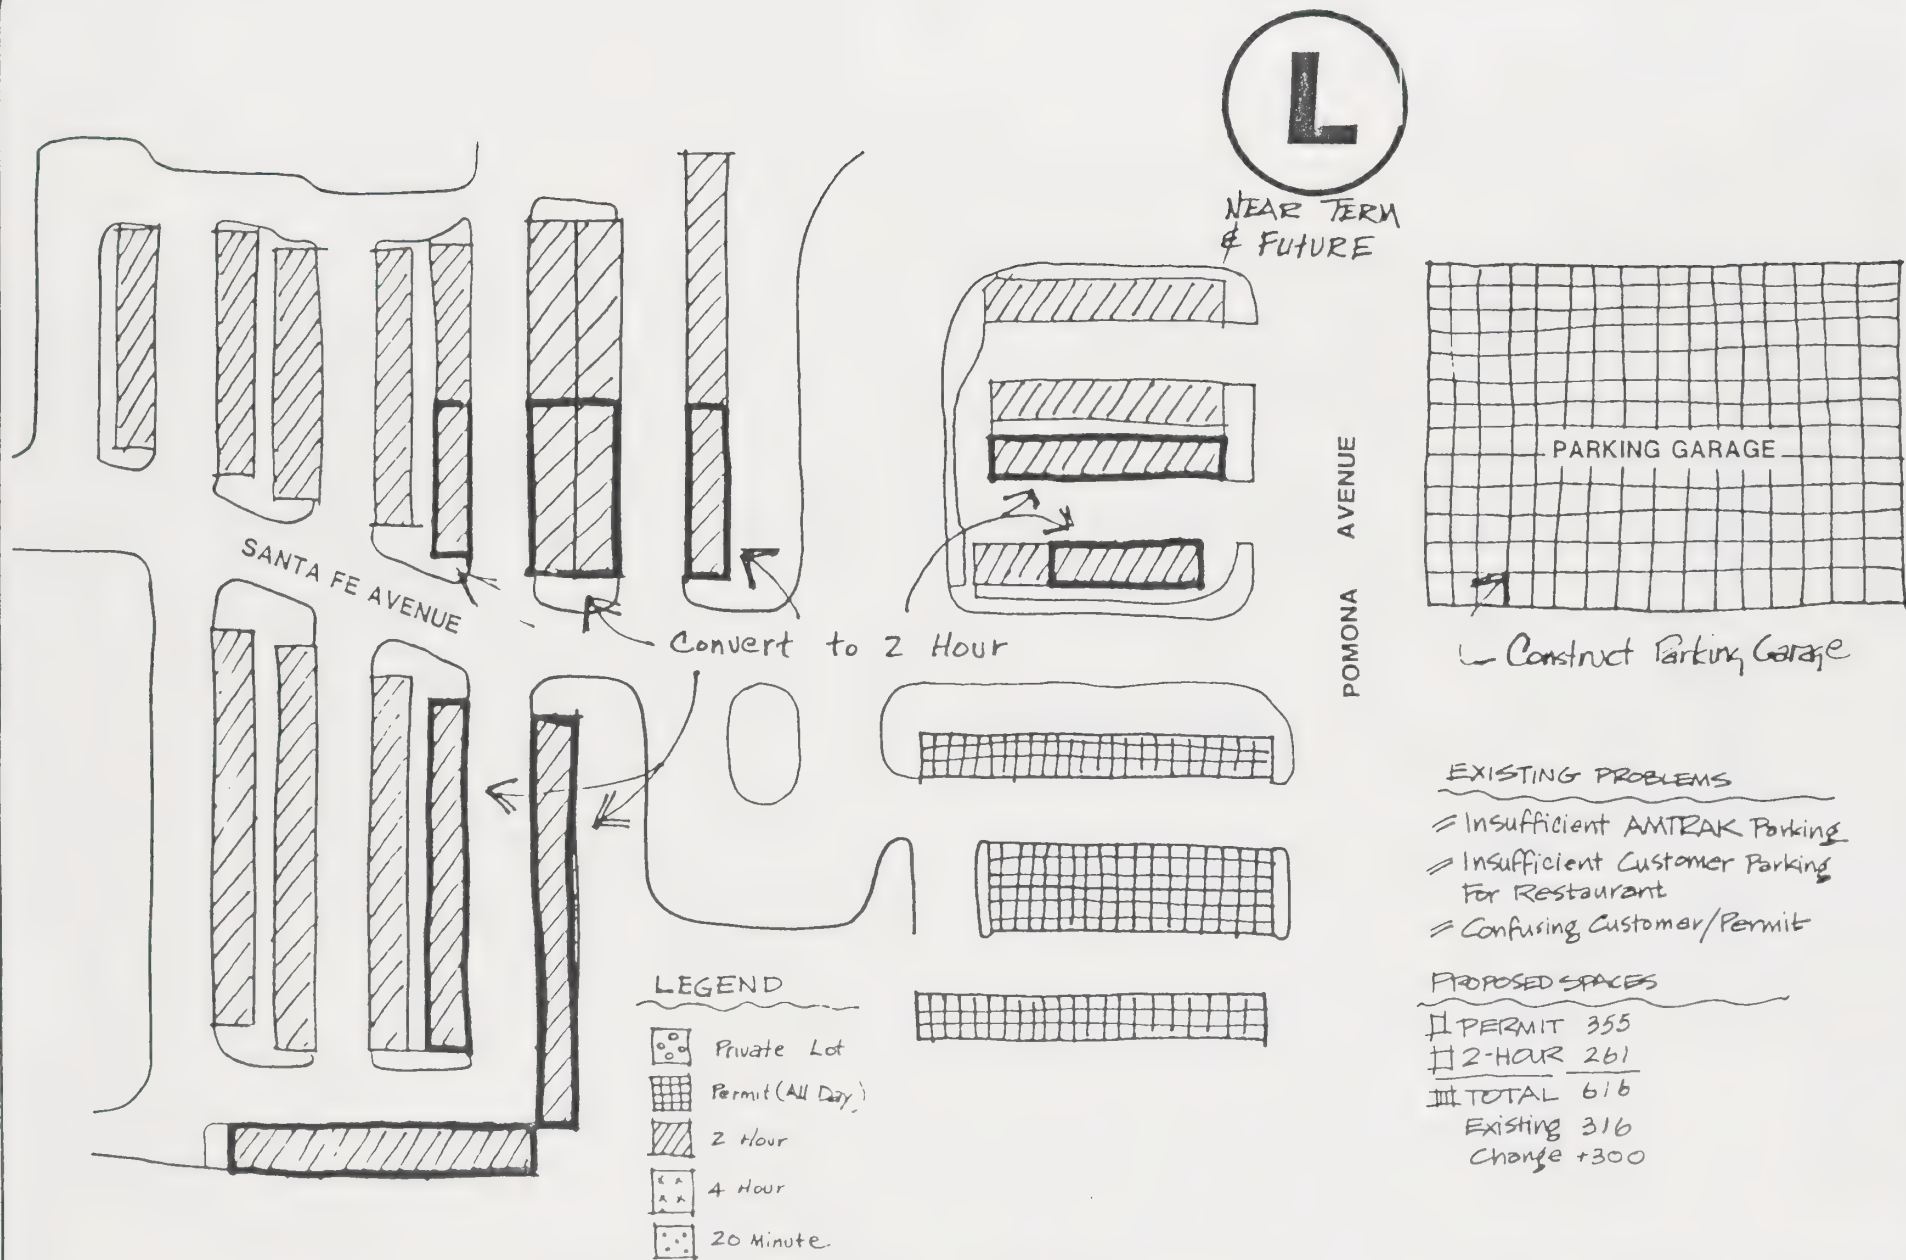 L
NEAR TERM
& FUTURE
PARKING GARAGE
POMONA AVENUE
SANTA FE AVENUE
Convert to 2 Hour
Construct Parking Garage
EXISTING PROBLEMS
Insufficient AMTRAK Parking
Insufficient Customer Parking
For Restaurant
Confusing Customer/Permit
LEGEND
Private Lot
Permit (All Day)
2 Hour
4 Hour
20 Minute
PROPOSED SPACES
PERMIT 355
2-HOUR 261
TOTAL 616
Existing 316
Change +300